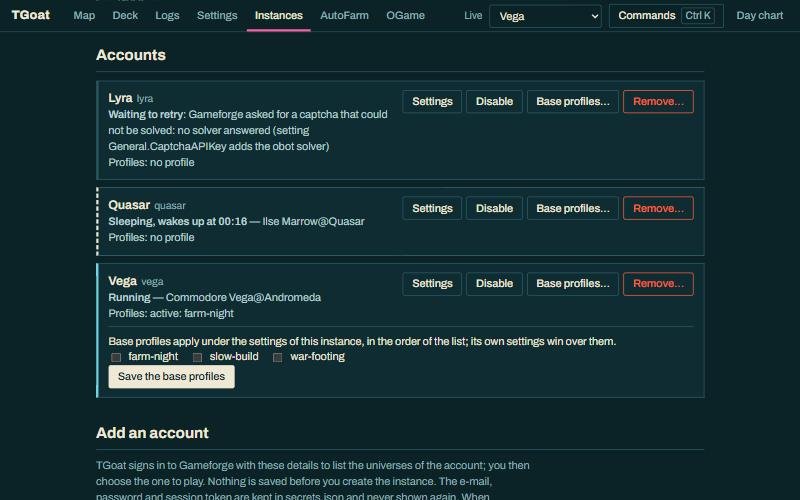 TGoat Map Deck Logs Settings Instances AutoFarm OGame Live Vega Commands Ctrl K Day chart
Accounts
Lyra lyra Settings Disable Base profiles... Remove...
Waiting to retry: Gameforge asked for a captcha that could
not be solved: no solver answered (setting
General.CaptchaAPIKey adds the obot solver)
Profiles: no profile
Quasar quasar Settings Disable Base profiles... Remove...
Sleeping, wakes up at 00:16 — Ilse Marrow@Quasar
Profiles: no profile
Vega vega Settings Disable Base profiles... Remove...
Running — Commodore Vega@Andromeda
Profiles: active: farm-night
Base profiles apply under the settings of this instance, in the order of the list; its own settings win over them.
farm-night slow-build war-footing
Save the base profiles
Add an account
TGoat signs in to Gameforge with these details to list the universes of the account; you then
choose the one to play. Nothing is saved before you create the instance. The e-mail,
password and session token are kept in secrets.json and never shown again. When